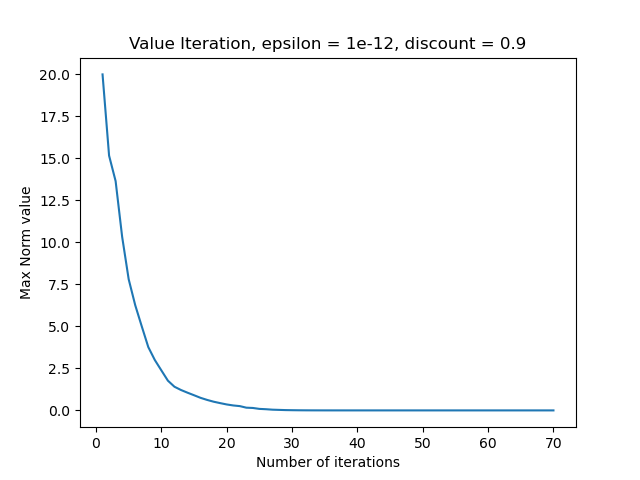 Value Iteration, epsilon = 1e-12, discount = 0.9
20.0
17.5
15.0
12.5
10.0
7.5
5.0
2.5
0.0
Max Norm value
0 10 20 30 40 50 60 70
Number of iterations